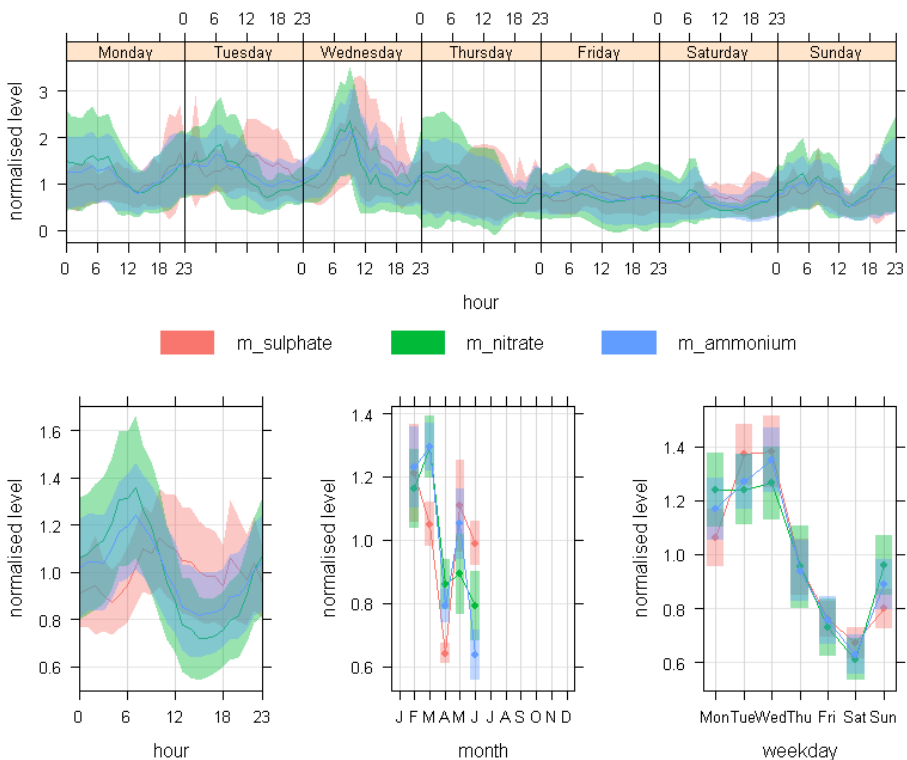 0 6 12 18 23 0 6 12 18 23 0 6 12 18 23
Monday Tuesday Wednesday Thursday Friday Saturday Sunday
normalised level
3
2
1
0
0 6 12 18 23 0 6 12 18 23 0 6 12 18 23 0 6 12 18 23
hour
m_sulphate m_nitrate m_ammonium
normalised level
1.6
1.4
1.2
1.0
0.8
0.6
0 6 12 18 23
hour
normalised level
1.4
1.2
1.0
0.8
0.6
J F M A M J J A S O N D
month
normalised level
1.4
1.2
1.0
0.8
0.6
Mon Tue Wed Thu Fri Sat Sun
weekday